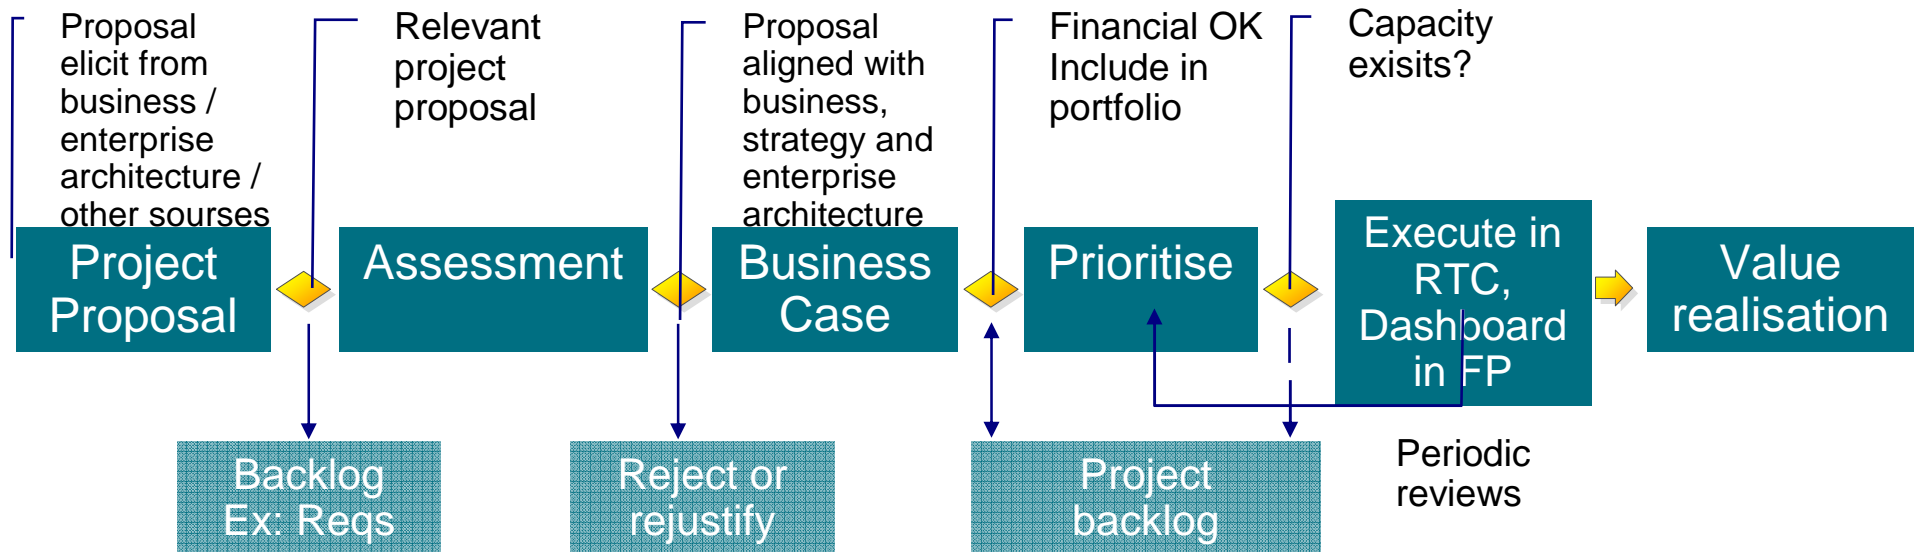 Proposal
elicit from
business /
enterprise
architecture /
other sourses
Relevant
project
proposal
Proposal
aligned with
business,
strategy and
enterprise
architecture
Financial OK
Include in
portfolio
Capacity
exisits?
Project
Proposal
Assessment
Business
Case
Prioritise
Execute in
RTC,
Dashboard
in FP
Value
realisation
Backlog
Ex: Reqs
Reject or
rejustify
Project
backlog
Periodic
reviews